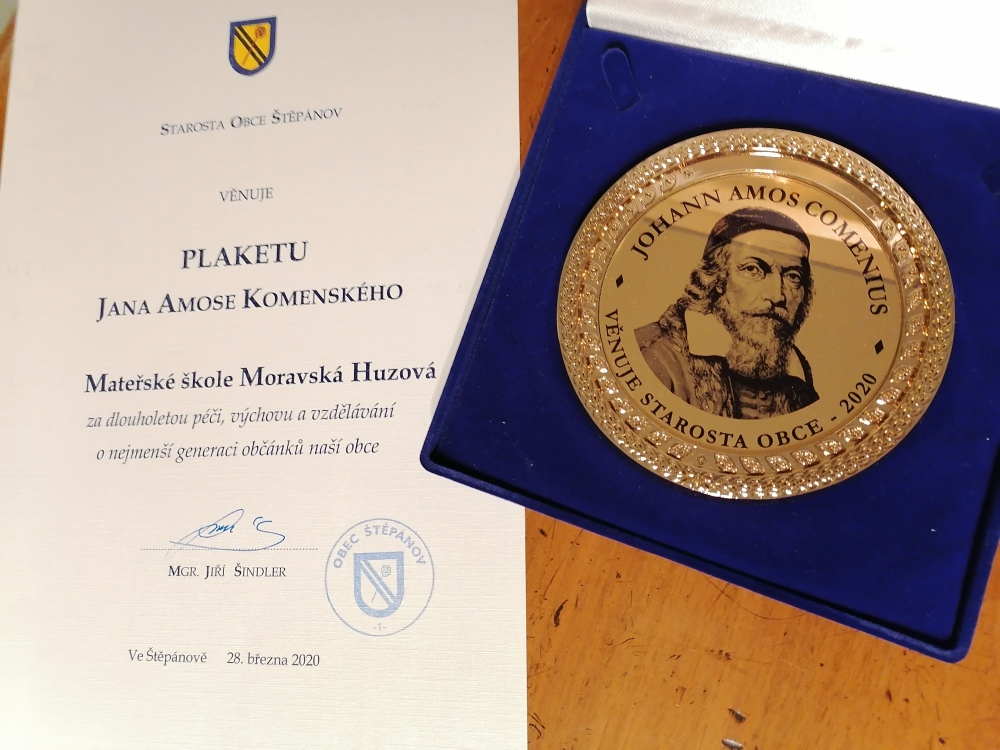 STAROSTA OBCE ŠTĚPÁNOV
VĚNUJE
PLAKETU
JANA AMOSE KOMENSKÉHO
Mateřské škole Moravská Huzová
za dlouholetou péči, výchovu a vzdělávání
o nejmenší generaci občánků naší obce
MGR. JIŘÍ ŠINDLER
OBEC ŠTĚPÁNOV
-1-
Ve Štěpánově 28. března 2020
JOHANN AMOS COMENIUS
VĚNUJE STAROSTA OBCE - 2020